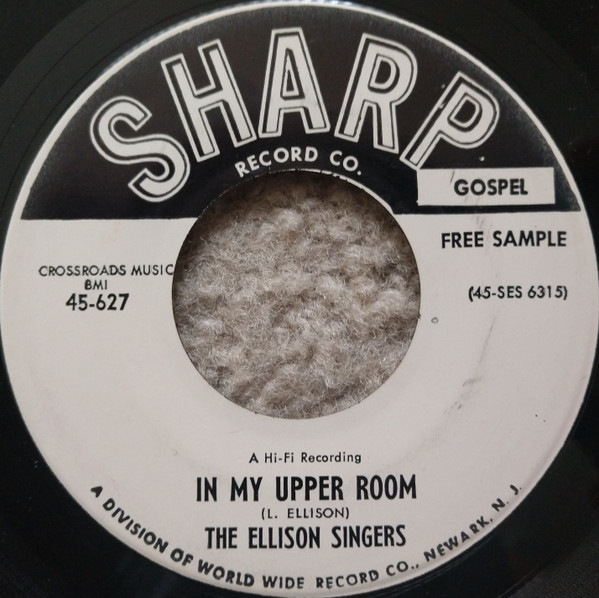 SHARP
RECORD CO.
GOSPEL
FREE SAMPLE
CROSSROADS MUSIC
BMI
45-627
(45-SES 6315)
A Hi-Fi Recording
IN MY UPPER ROOM
(L. ELLISON)
THE ELLISON SINGERS
A DIVISION OF WORLD WIDE RECORD CO., NEWARK, N. J.